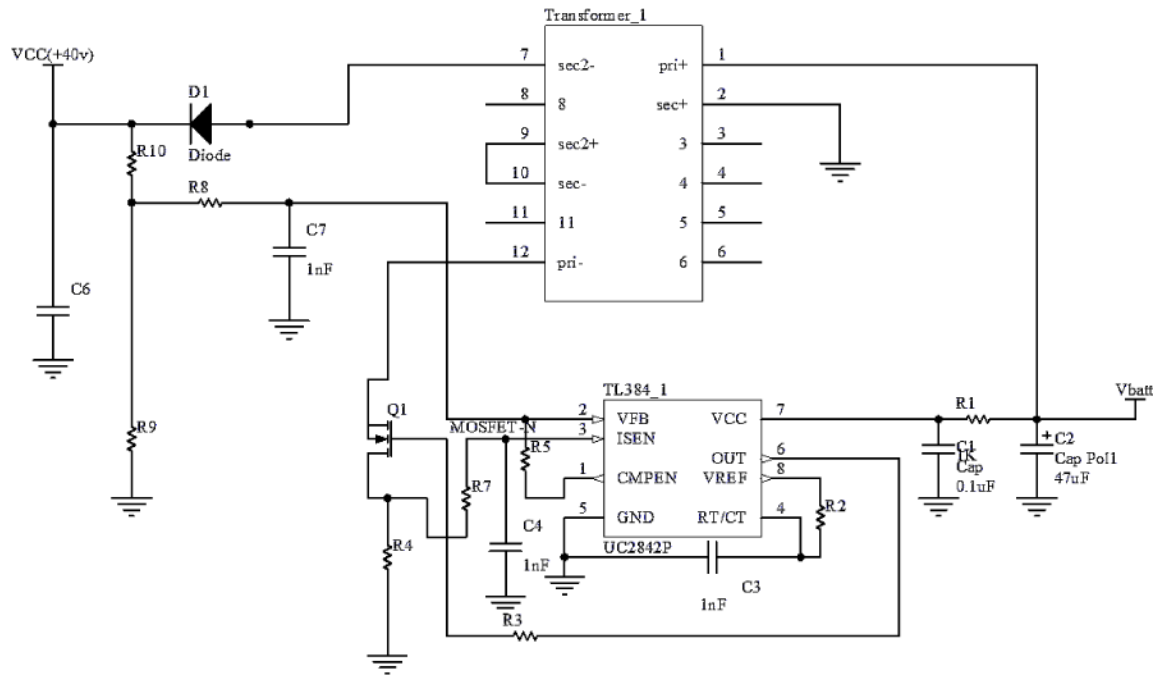 Transformer_1
VCC(+40v)
7
sec2-
pri+
1
8
8
sec+
2
D1
Diode
9
sec2+
3
3
R10
10
sec-
4
4
R8
11
11
5
5
C7
1nF
12
pri-
6
6
C6
TL384_1
Vbatt
Q1
MOSFET-N
2
VFB
VCC
7
R1
R9
3
ISEN
R5
OUT
6
C1
1K
Cap
0.1uF
+
C2
Cap Pol1
47uF
1
CMPEN
VREF
8
R7
R2
5
GND
RT/CT
4
C4
1nF
R4
UC2842P
C3
1nF
R3